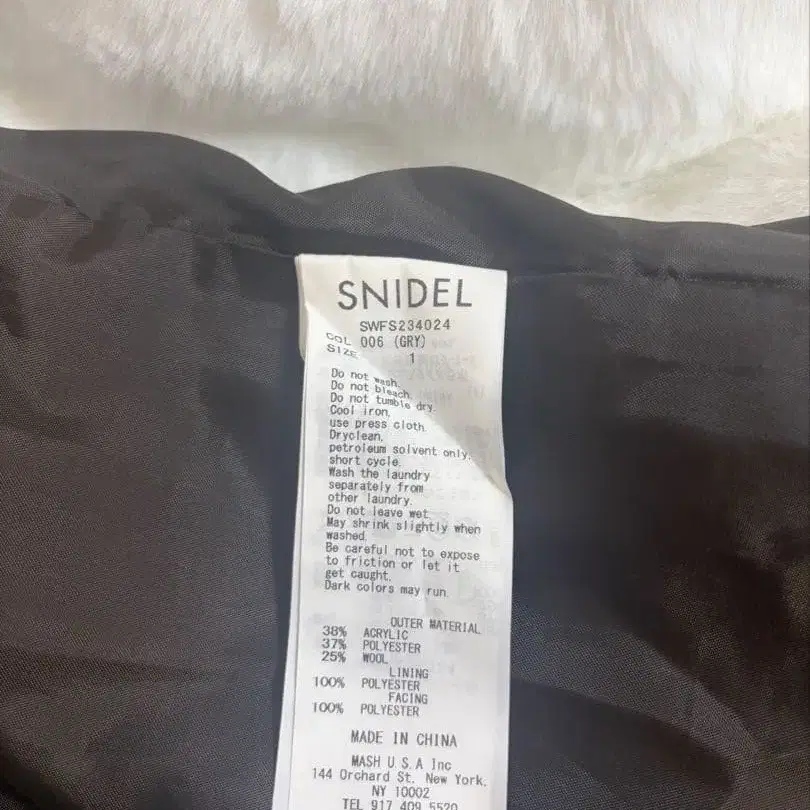 SNIDEL
SWFS234024
COL 006 (GRY)
SIZE 1
Do not wash.
Do not bleach.
Do not tumble dry.
Cool iron.
use press cloth.
Dryclean,
petroleum solvent only,
short cycle.
Wash the laundry
separately from
other laundry.
Do not leave wet.
May shrink slightly when
washed.
Be careful not to expose
to friction or let it
get caught.
Dark colors may run.
OUTER MATERIAL
38% ACRYLIC
37% POLYESTER
25% WOOL
LINING
100% POLYESTER
FACING
100% POLYESTER
MADE IN CHINA
MASH U.S.A Inc
144 Orchard St. New York,
NY 10002
TEL 917 409 5520